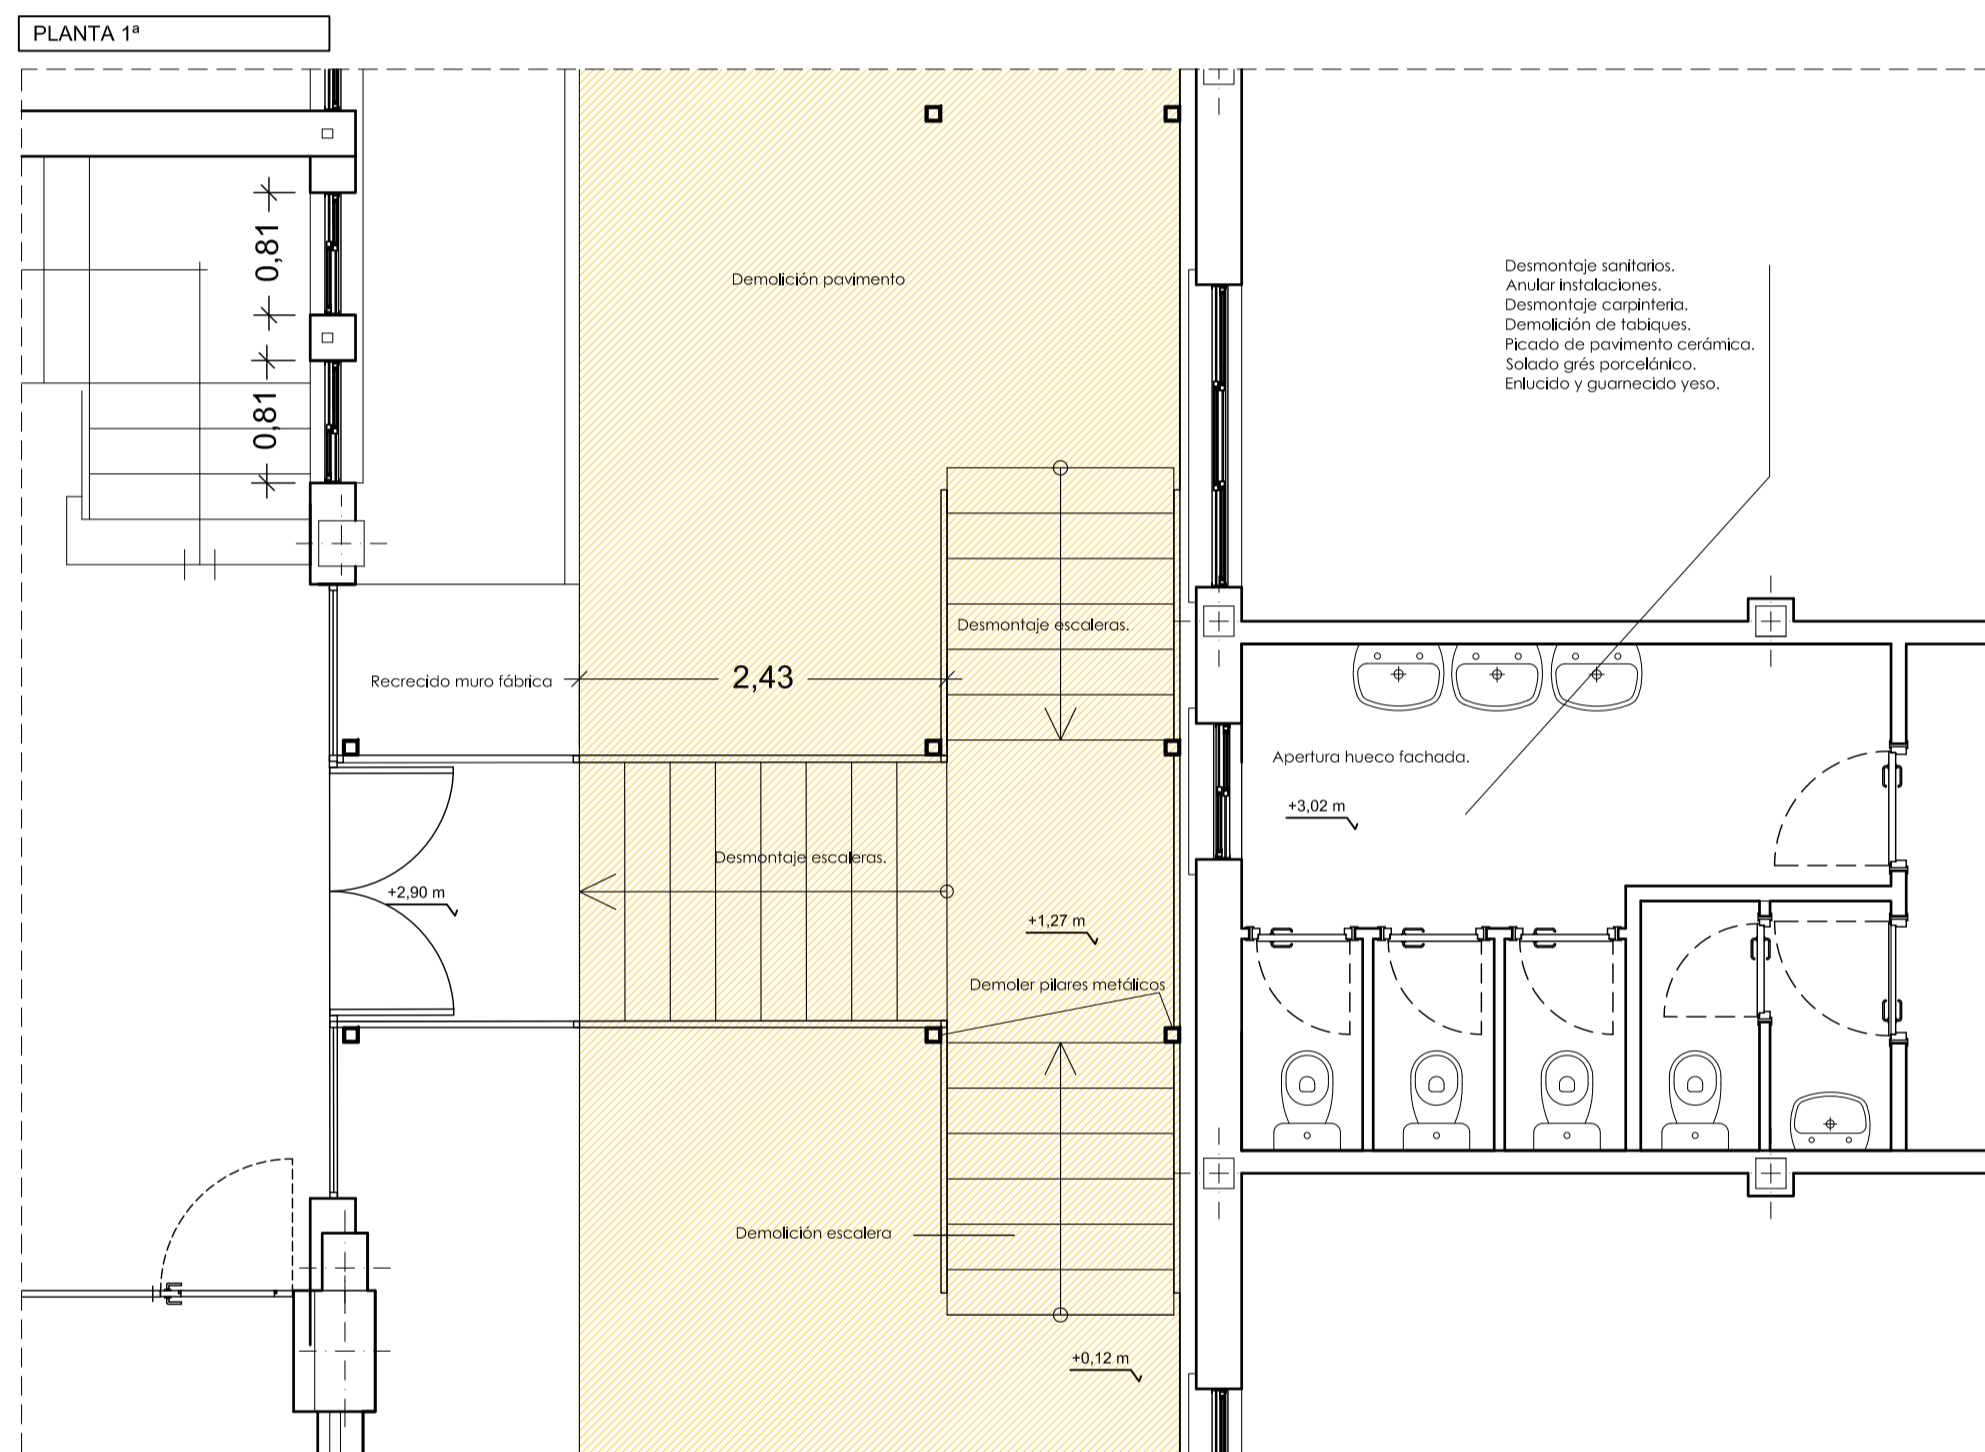 PLANTA 1ª
0,81
0,81
Demolición pavimento
Desmontaje sanitarios.
Anular instalaciones.
Desmontaje carpinteria.
Demolición de tabiques.
Picado de pavimento cerámica.
Solado grés porcelánico.
Enlucido y guarnecido yeso.
Desmontaje escaleras.
Recrecido muro fábrica
2,43
Apertura hueco fachada.
+3,02 m
Desmontaje escaleras.
+2,90 m
+1,27 m
Demoler pilares metálicos
Demolición escalera
+0,12 m